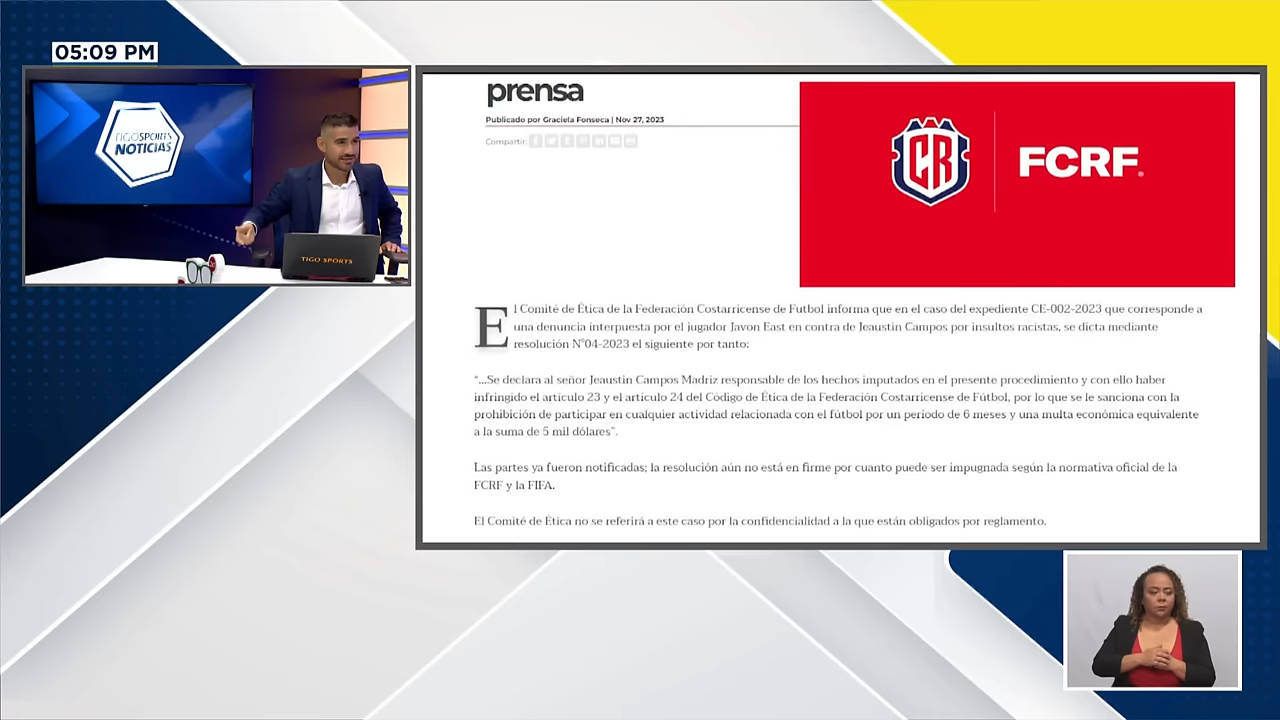 05:09 PM
TIGOSPORTS
NOTICIAS
TIGO SPORTS
prensa
Publicado por Graciela Fonseca | Nov 27, 2023
Compartir:
CR
FCRF
El Comité de Ética de la Federación Costarricense de Futbol informa que en el caso del expediente CE-002-2023 que corresponde a
una denuncia interpuesta por el jugador Javon East en contra de Jeaustin Campos por insultos racistas, se dicta mediante
resolución N°04-2023 el siguiente por tanto:
“...Se declara al señor Jeaustin Campos Madriz responsable de los hechos imputados en el presente procedimiento y con ello haber
infringido el artículo 23 y el artículo 24 del Código de Ética de la Federación Costarricense de Fútbol, por lo que se le sanciona con la
prohibición de participar en cualquier actividad relacionada con el fútbol por un periodo de 6 meses y una multa económica equivalente
a la suma de 5 mil dólares”.
Las partes ya fueron notificadas; la resolución aún no está en firme por cuanto puede ser impugnada según la normativa oficial de la
FCRF y la FIFA.
El Comité de Ética no se referirá a este caso por la confidencialidad a la que están obligados por reglamento.